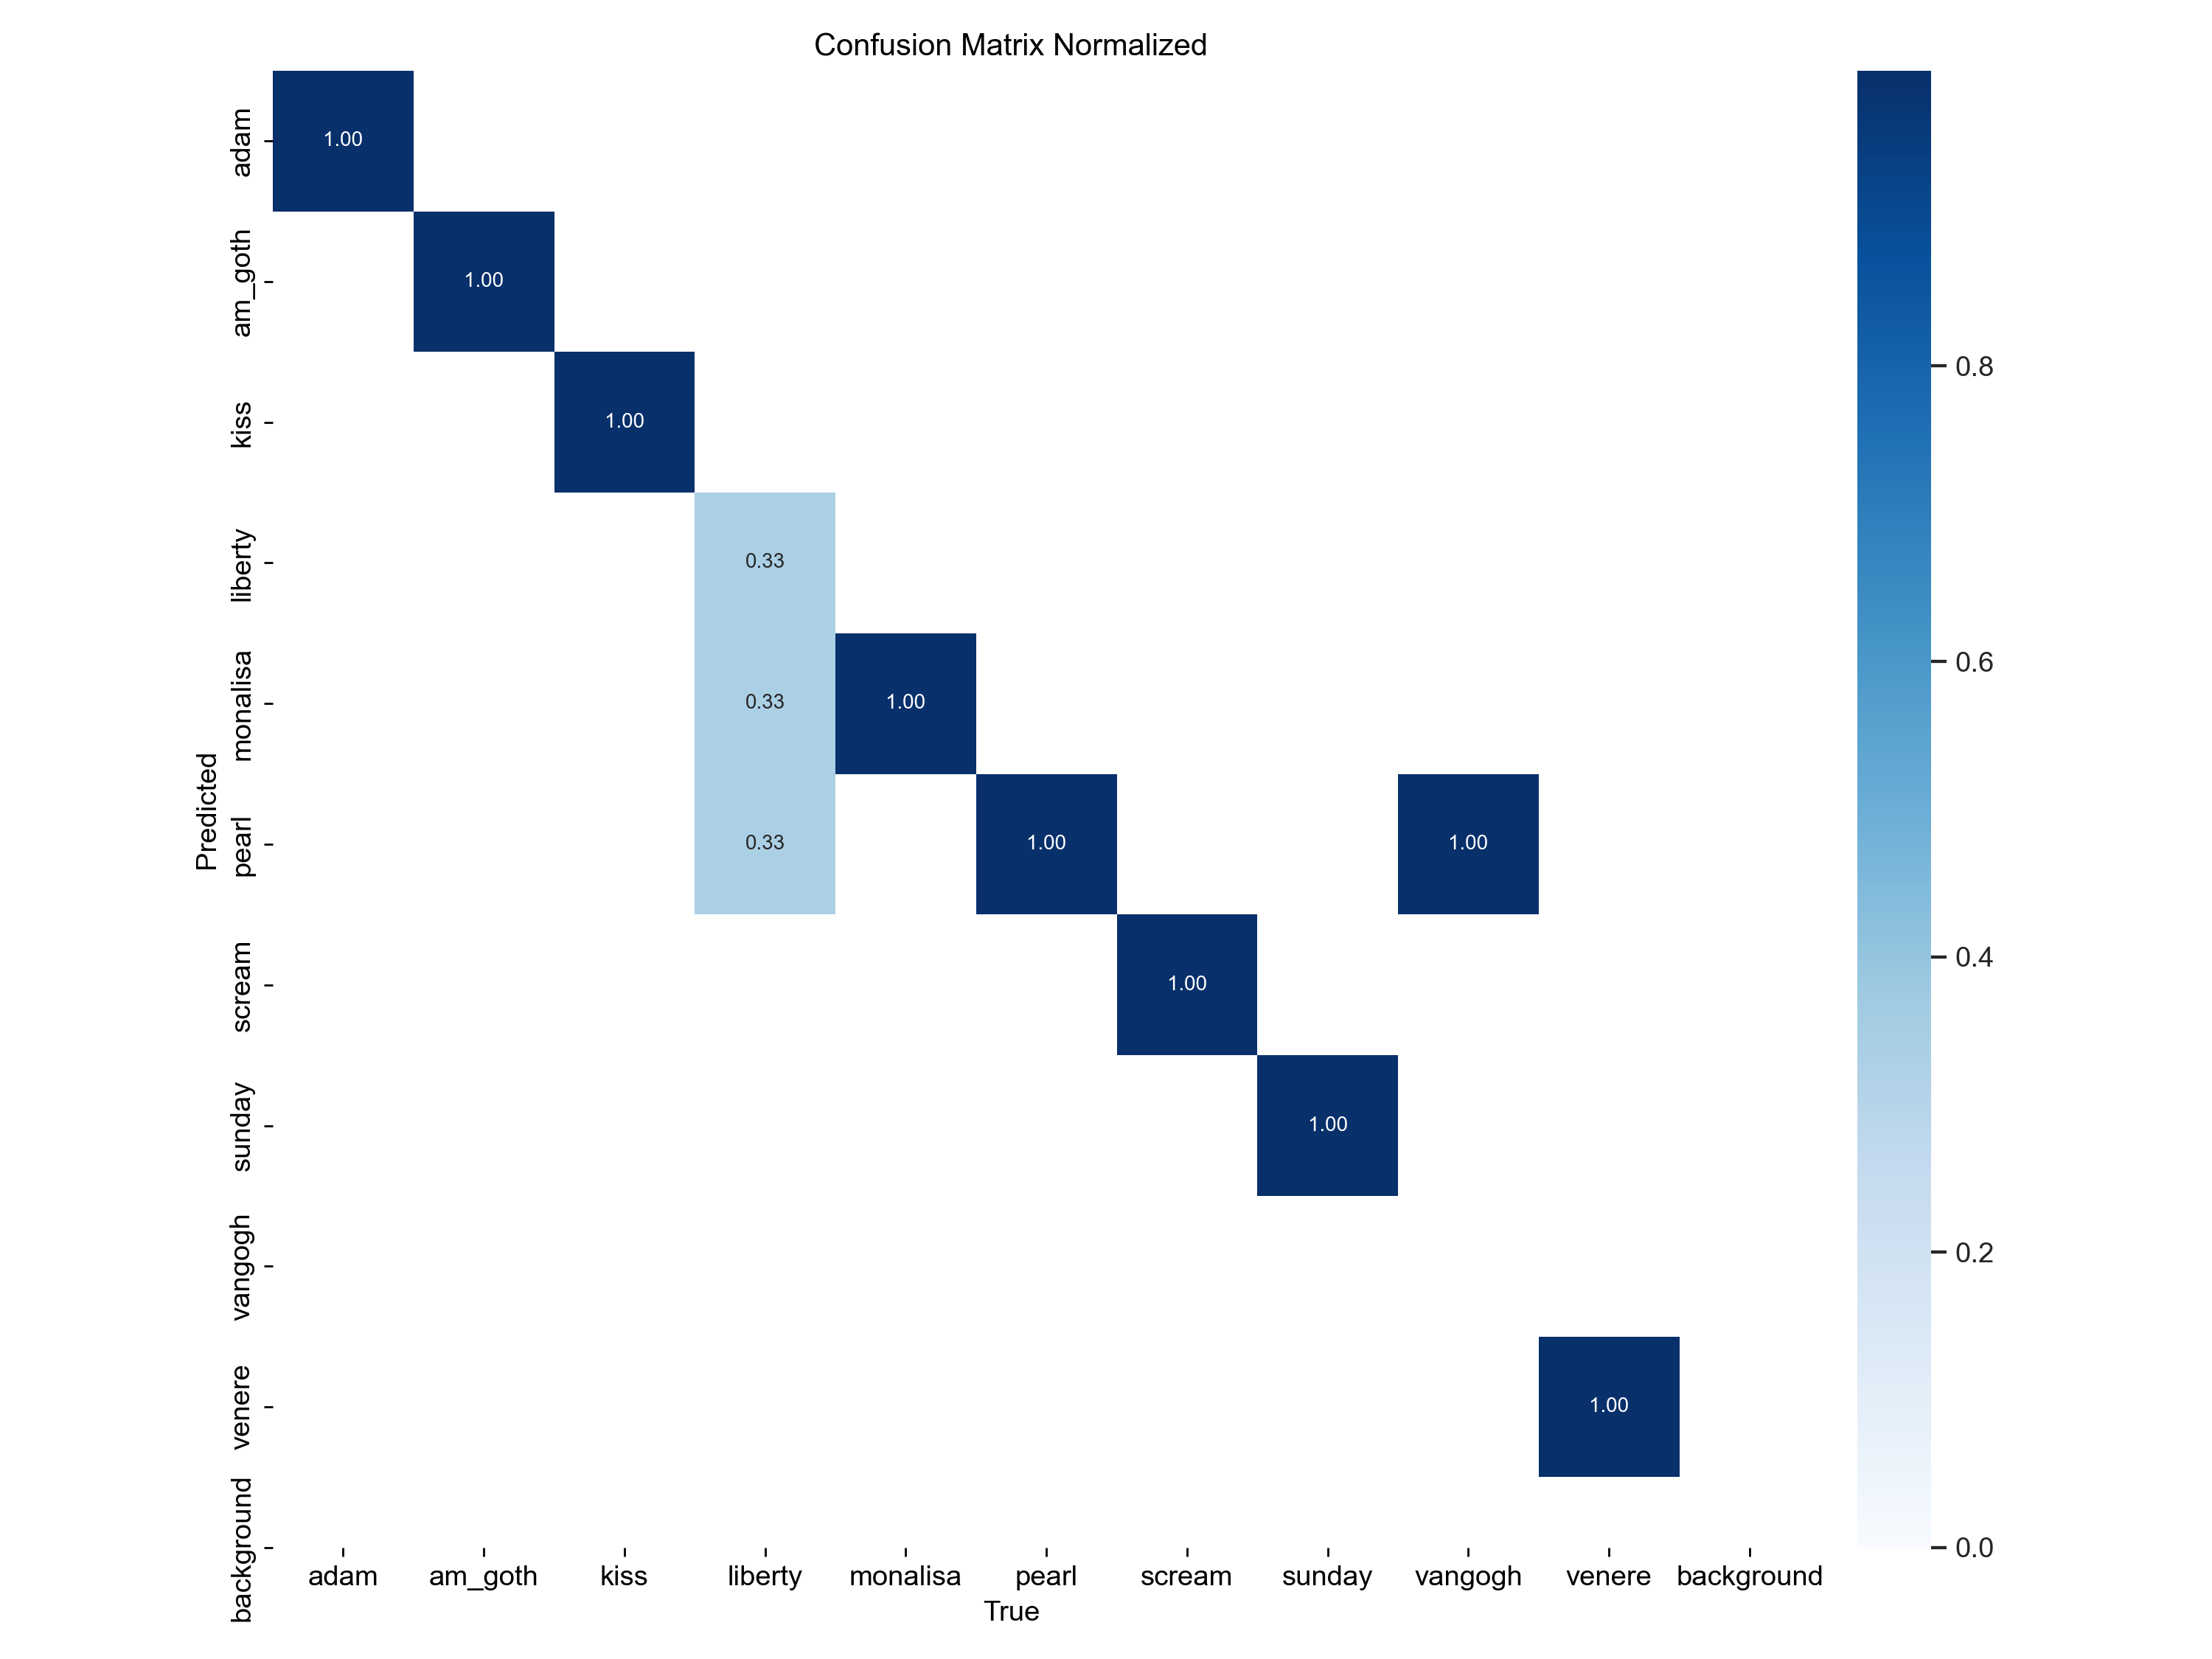 Confusion Matrix Normalized
adam
1.00
am_goth
1.00
kiss
1.00
0.8
liberty
0.33
monalisa
0.33
1.00
0.6
Predicted
pearl
0.33
1.00
1.00
scream
1.00
0.4
sunday
1.00
vangogh
0.2
venere
1.00
background
0.0
adam am_goth kiss liberty monalisa pearl scream sunday vangogh venere background
True